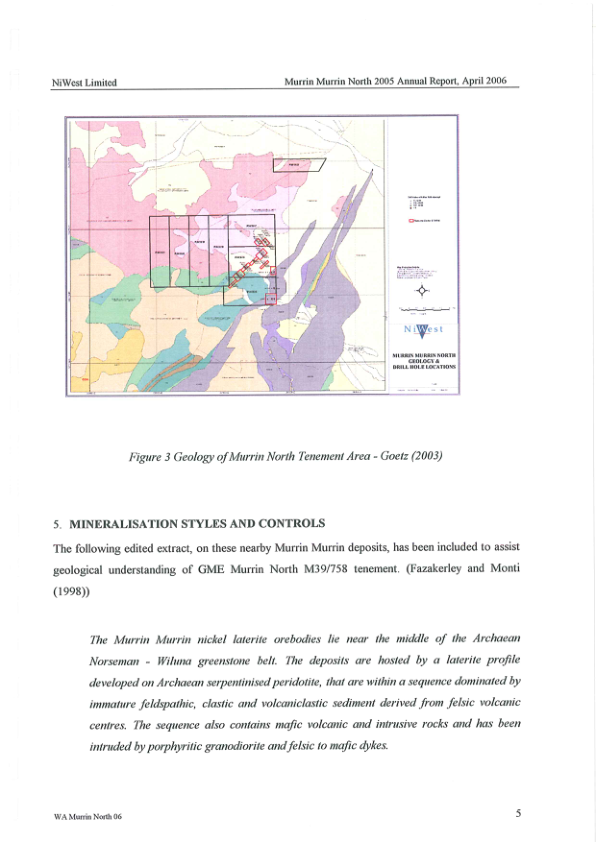 NiWest Limited Murrin Murrin North 2005 Annual Report, April 2006
NiWest
MURRIN MURRIN NORTH
GEOLOGY &
DRILL HOLE LOCATIONS
Figure 3 Geology of Murrin North Tenement Area - Goetz (2003)
5. MINERALISATION STYLES AND CONTROLS
The following edited extract, on these nearby Murrin Murrin deposits, has been included to assist
geological understanding of GME Murrin North M39/758 tenement. (Fazakerley and Monti
(1998))
The Murrin Murrin nickel laterite orebodies lie near the middle of the Archaean
Norseman - Wiluna greenstone belt. The deposits are hosted by a laterite profile
developed on Archaean serpentinised peridotite, that are within a sequence dominated by
immature feldspathic, clastic and volcaniclastic sediment derived from felsic volcanic
centres. The sequence also contains mafic volcanic and intrusive rocks and has been
intruded by porphyritic granodiorite and felsic to mafic dykes.
WA Murrin North 06 5